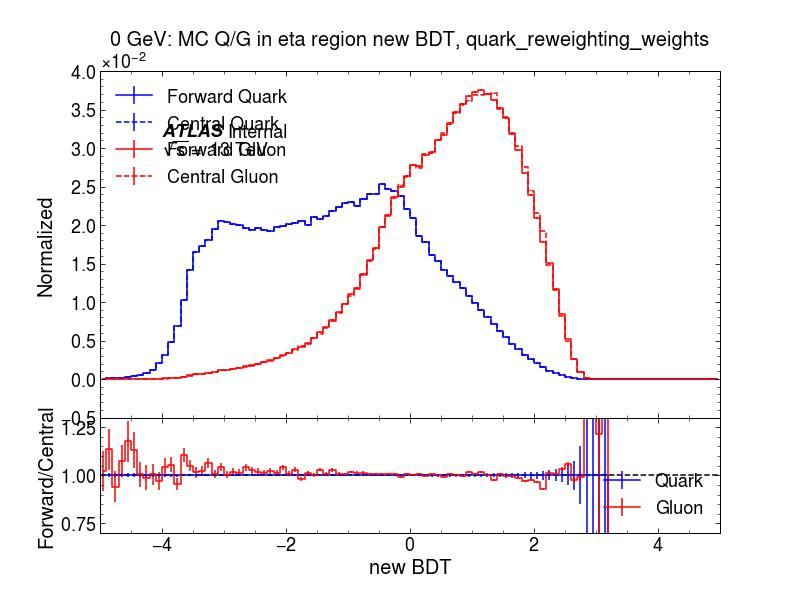 0 GeV: MC Q/G in eta region new BDT, quark_reweighting_weights
×10⁻²
4.0
3.5
3.0
2.5
2.0
1.5
1.0
0.5
0.0
−0.5
Normalized
Forward Quark
Central Quark
ATLAS Internal
√s = 13 TeV
Forward Gluon
Central Gluon
1.25
1.00
0.75
Forward/Central
Quark
Gluon
−4
−2
0
2
4
new BDT